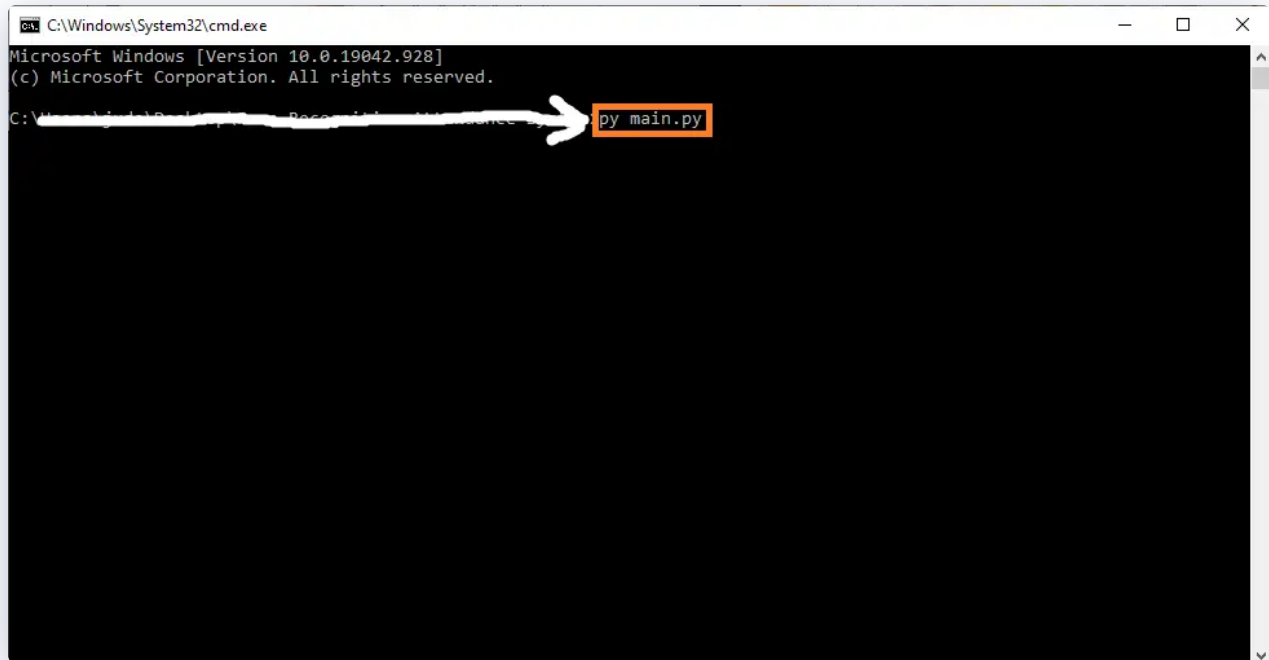 C:\Windows\System32\cmd.exe
Microsoft Windows [Version 10.0.19042.928]
(c) Microsoft Corporation. All rights reserved.
C:\ py main.py